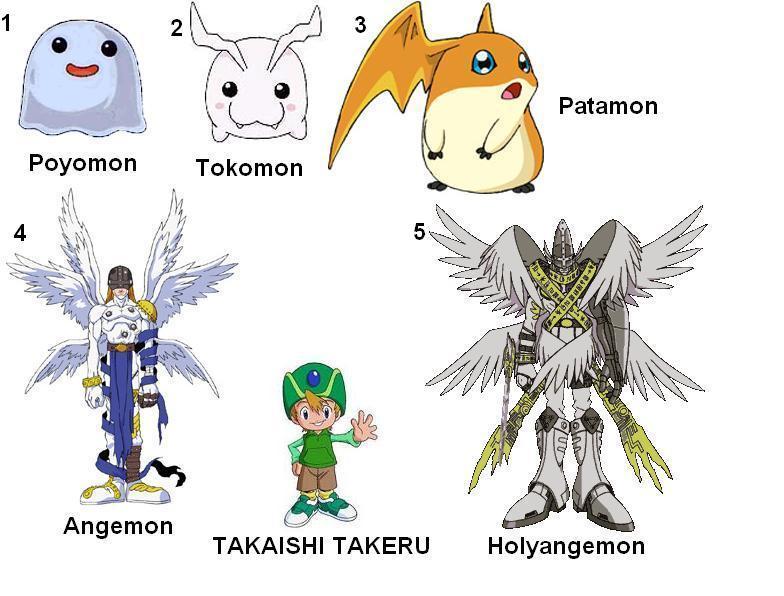 1
2
3
Poyomon
Tokomon
Patamon
4
5
Angemon
TAKAISHI TAKERU
Holyangemon